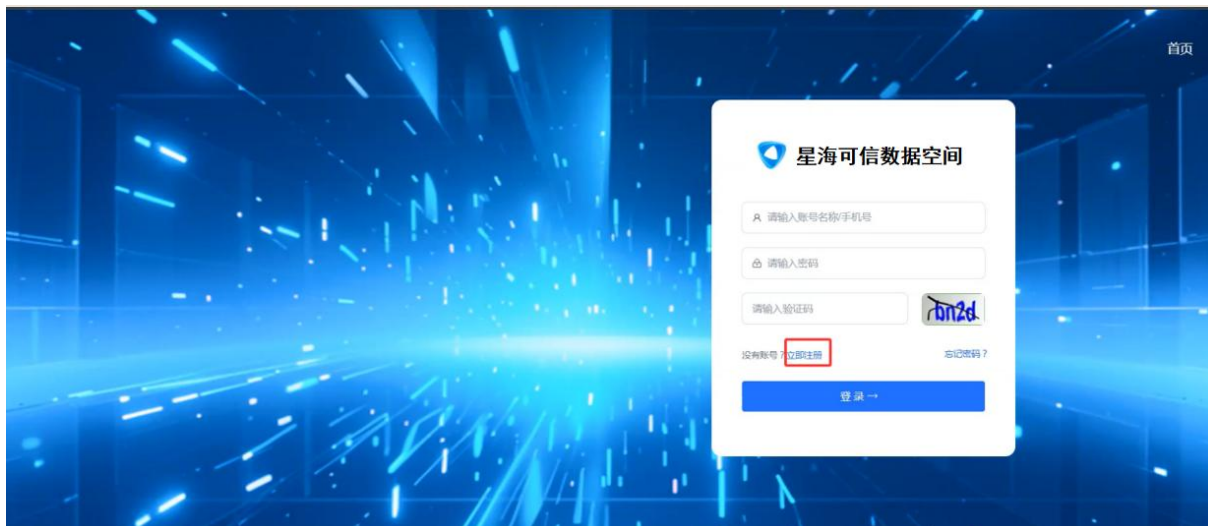 首页
星海可信数据空间
请输入账号名称/手机号
请输入密码
请输入验证码
bn2d
没有账号？立即注册
忘记密码？
登录→